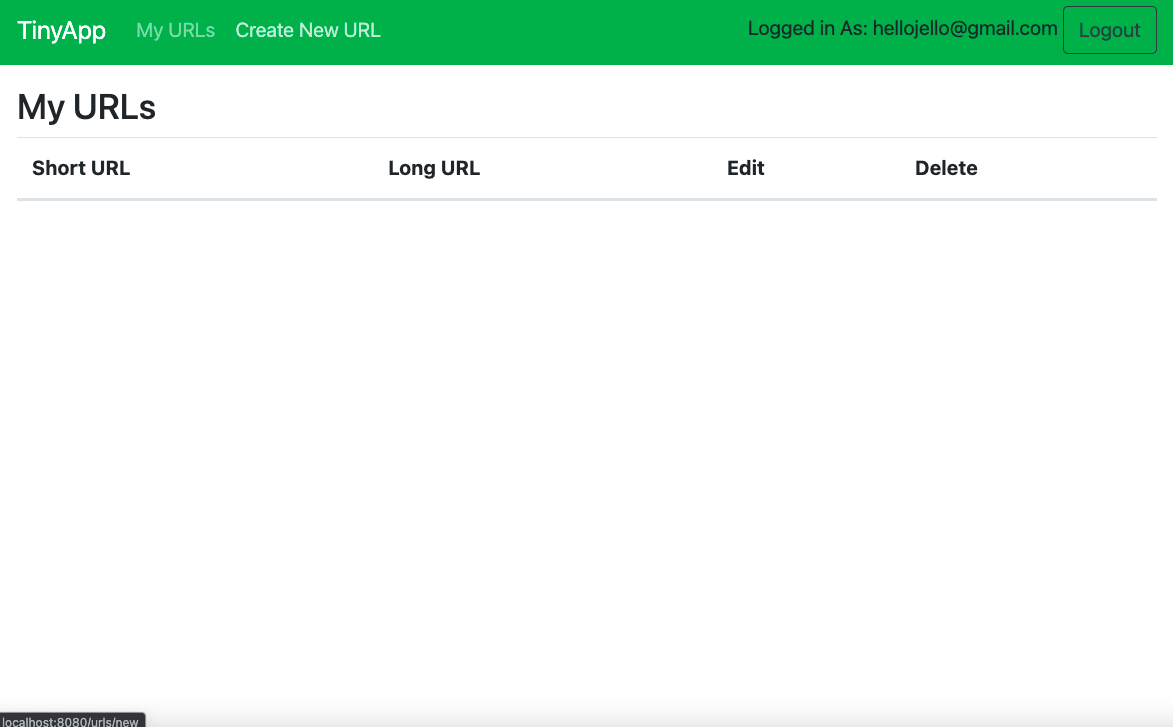 TinyApp My URLs Create New URL Logged in As: hellojello@gmail.com Logout
My URLs
Short URL Long URL Edit Delete
localhost:8080/urls/new